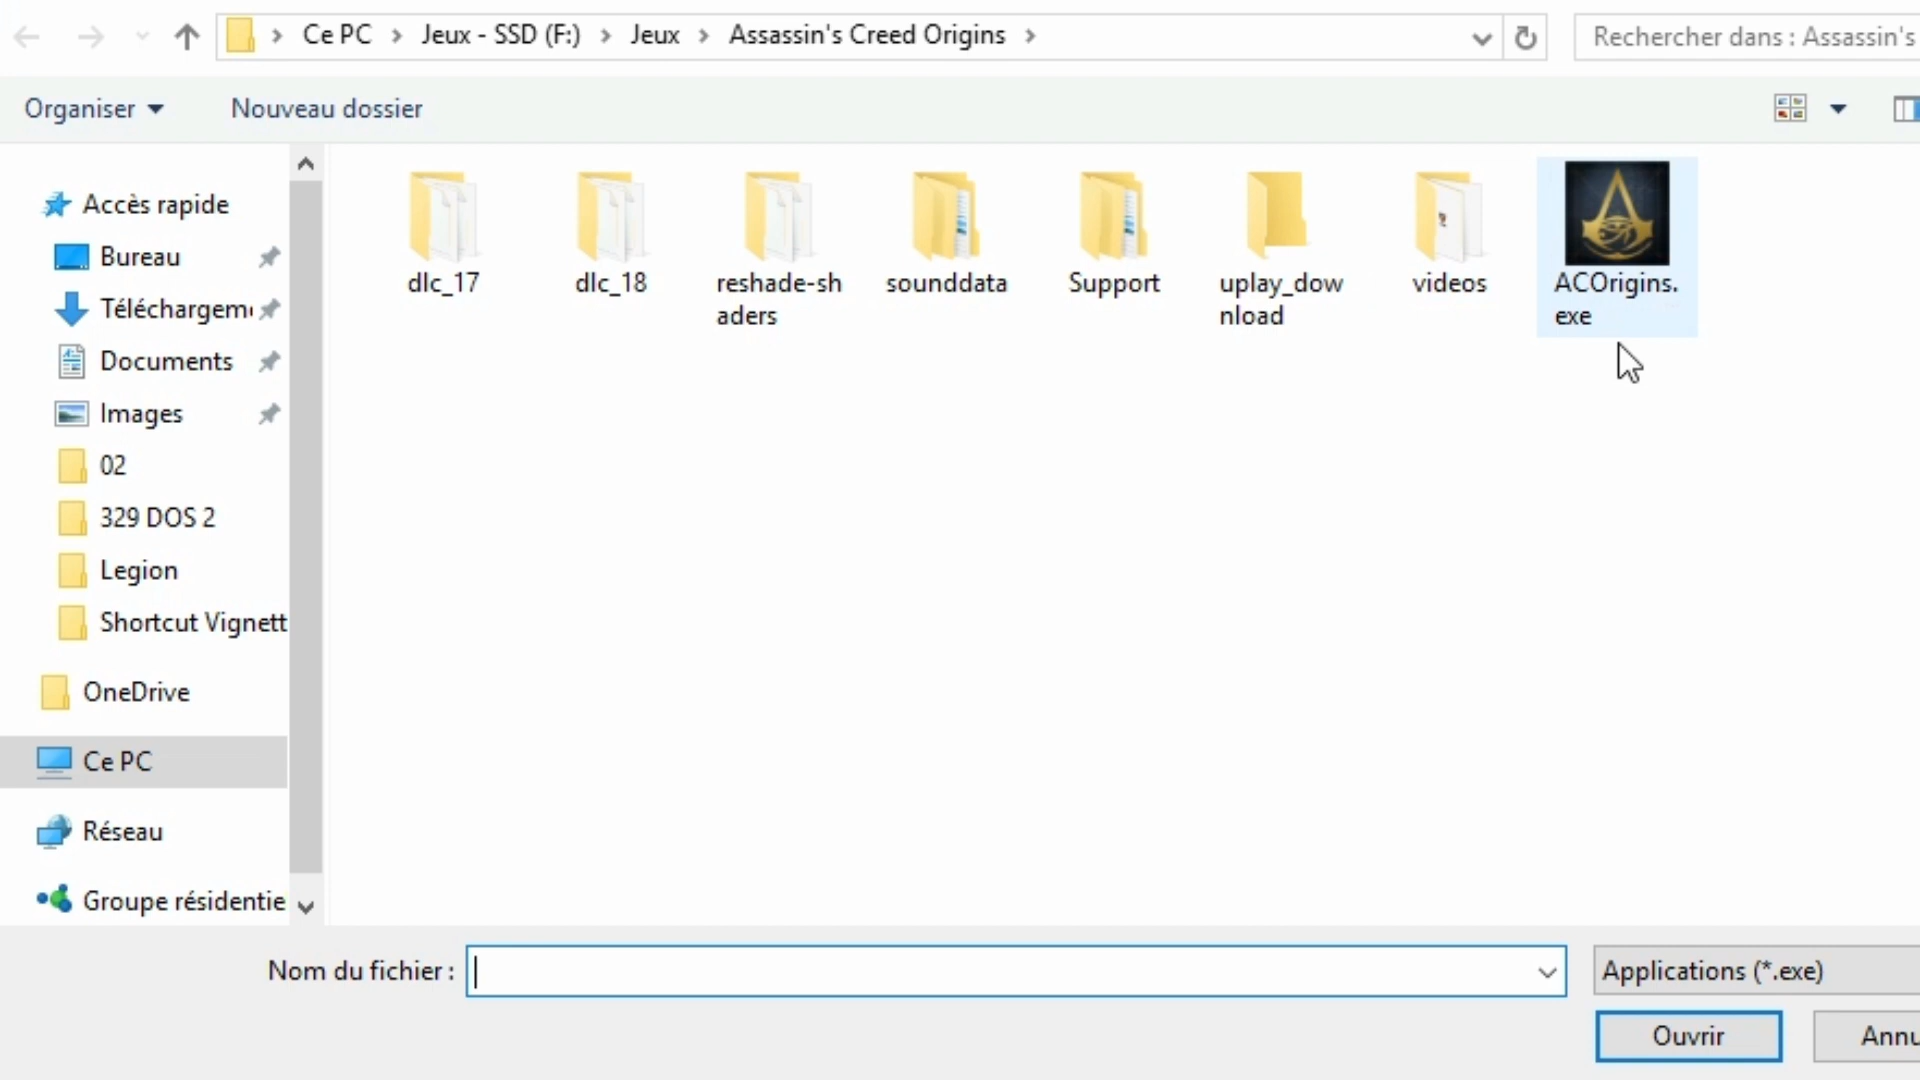 Ce PC > Jeux - SSD (F:) > Jeux > Assassin's Creed Origins >
Rechercher dans : Assassin's
Organiser
Nouveau dossier
Accès rapide
Bureau
Téléchargem
Documents
Images
02
329 DOS 2
Legion
Shortcut Vignett
OneDrive
Ce PC
Réseau
Groupe résidentie
dlc_17
dlc_18
reshade-sh
aders
sounddata
Support
uplay_dow
nload
videos
ACOrigins.
exe
Nom du fichier :
Applications (*.exe)
Ouvrir
Annu